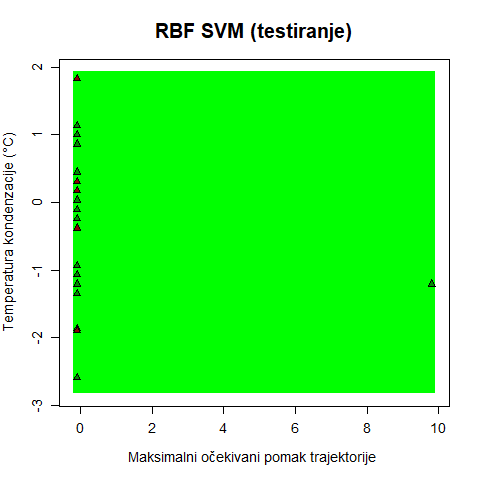 RBF SVM (testiranje)
Temperatura kondenzacije (°C)
2
1
0
-1
-2
-3
0 2 4 6 8 10
Maksimalni očekivani pomak trajektorije